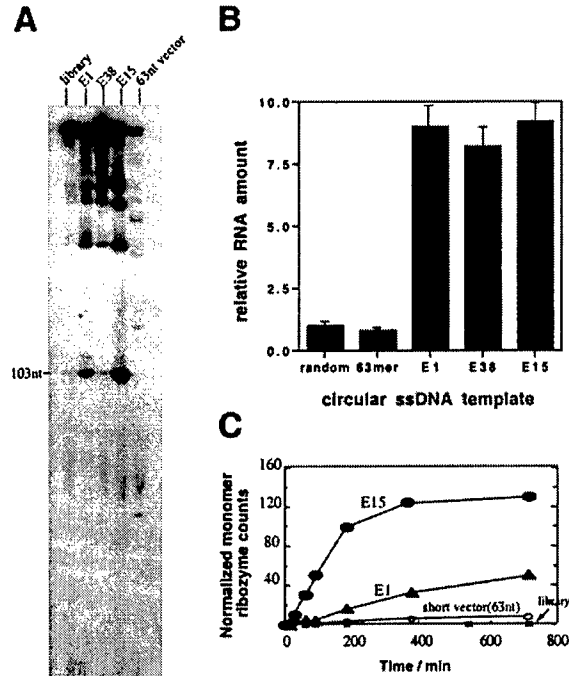 A
library
E1
E38
E15
63nt vector
103nt
B
relative RNA amount
10.0
7.5
5.0
2.5
0.0
random 63mer E1 E38 E15
circular ssDNA template
C
Normalized monomer
ribozyme counts
160
120
80
40
E15
E1
short vector(63nt)
library
0 200 400 600 800
Time / min